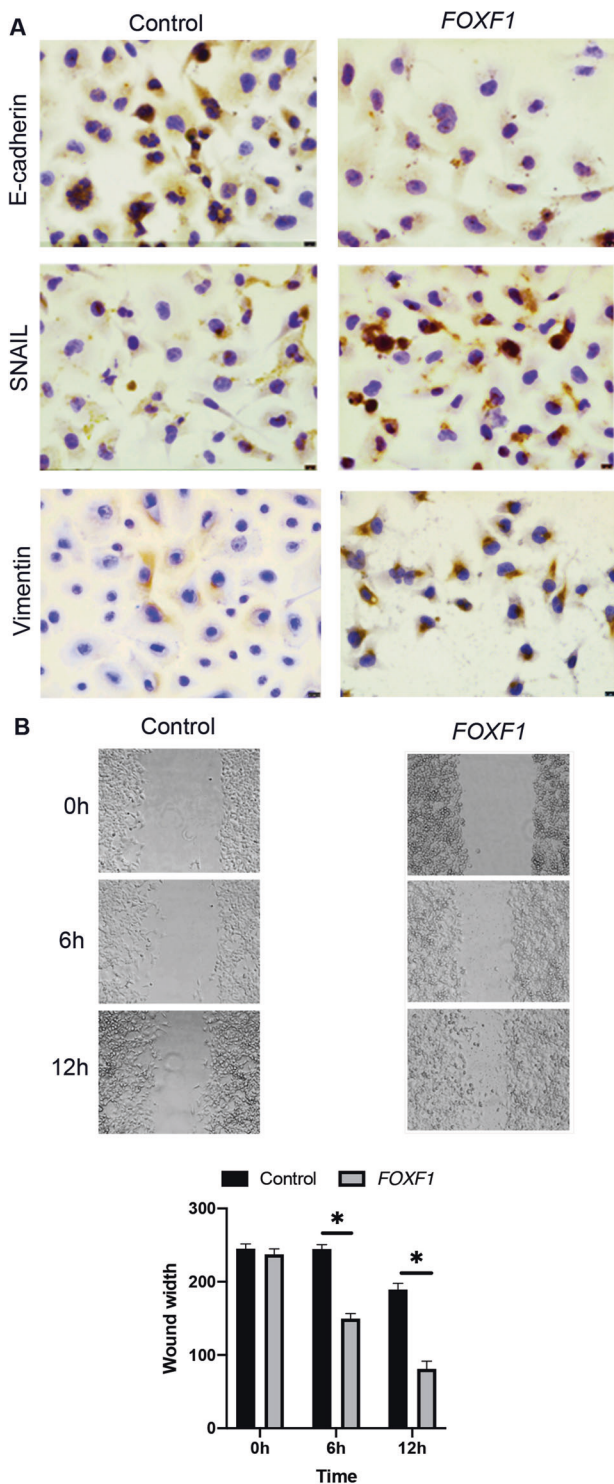 A
Control
FOXF1
E-cadherin
SNAIL
Vimentin
B
Control
FOXF1
0h
6h
12h
Control
FOXF1
300
200
100
0
Wound width
*
*
0h
6h
12h
Time